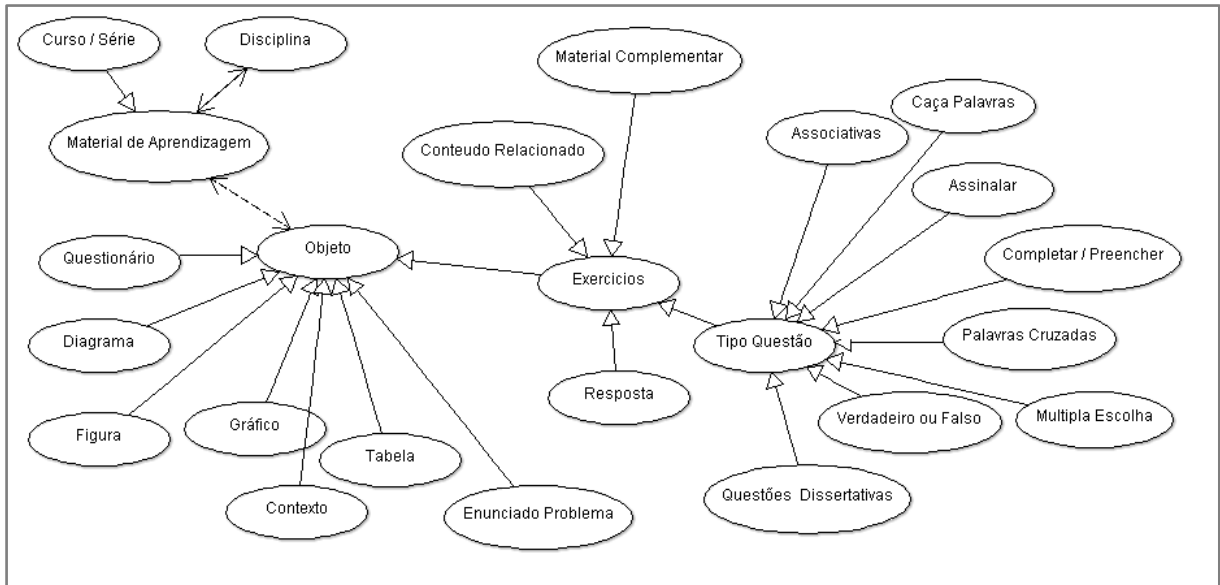 Curso / Série
Disciplina
Material Complementar
Caça Palavras
Associativas
Material de Aprendizagem
Conteudo Relacionado
Assinalar
Objeto
Questionário
Completar / Preencher
Exercicios
Diagrama
Tipo Questão
Palavras Cruzadas
Resposta
Verdadeiro ou Falso
Multipla Escolha
Figura
Gráfico
Tabela
Questões Dissertativas
Contexto
Enunciado Problema